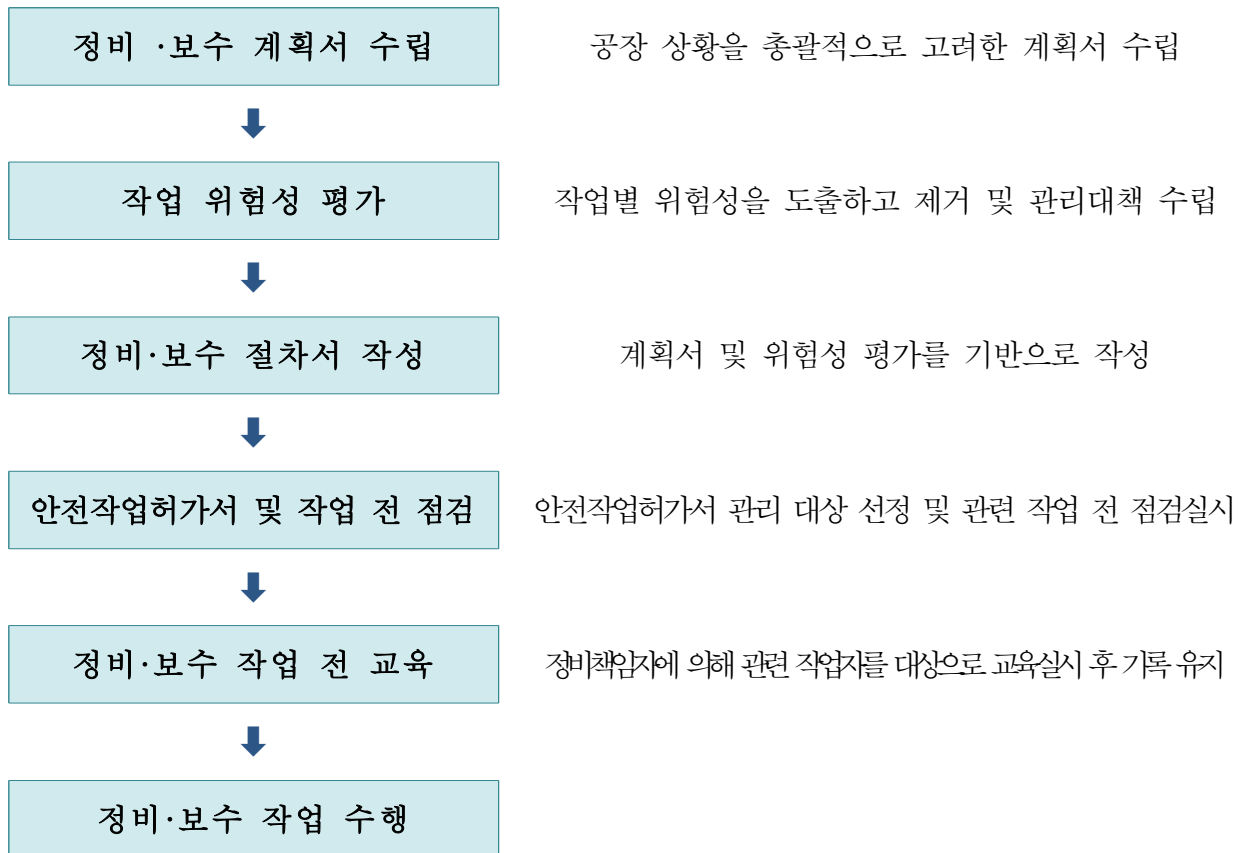 정비 ·보수 계획서 수립
공장 상황을 총괄적으로 고려한 계획서 수립
작업 위험성 평가
작업별 위험성을 도출하고 제거 및 관리대책 수립
정비·보수 절차서 작성
계획서 및 위험성 평가를 기반으로 작성
안전작업허가서 및 작업 전 점검
안전작업허가서 관리 대상 선정 및 관련 작업 전 점검실시
정비·보수 작업 전 교육
정비책임자에 의해 관련 작업자를 대상으로 교육실시 후 기록 유지
정비·보수 작업 수행